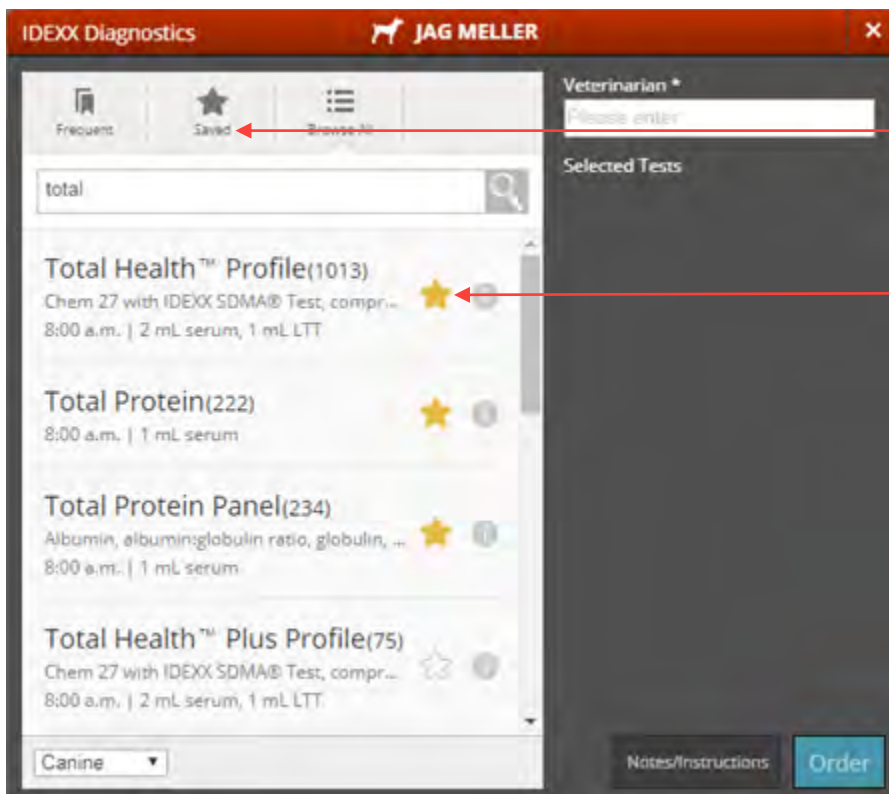 IDEXX Diagnostics
JAG MELLER
×
Frequent
Saved
Browse All
Veterinarian *
Please enter
Selected Tests
total
Total Health™ Profile(1013)
Chem 27 with IDEXX SDMA® Test, compr...
8:00 a.m. | 2 mL serum, 1 mL LTT
Total Protein(222)
8:00 a.m. | 1 mL serum
Total Protein Panel(234)
Albumin, albumin:globulin ratio, globulin, ...
8:00 a.m. | 1 mL serum
Total Health™ Plus Profile(75)
Chem 27 with IDEXX SDMA® Test, compr...
8:00 a.m. | 2 mL serum, 1 mL LTT
Canine
Notes/Instructions
Order